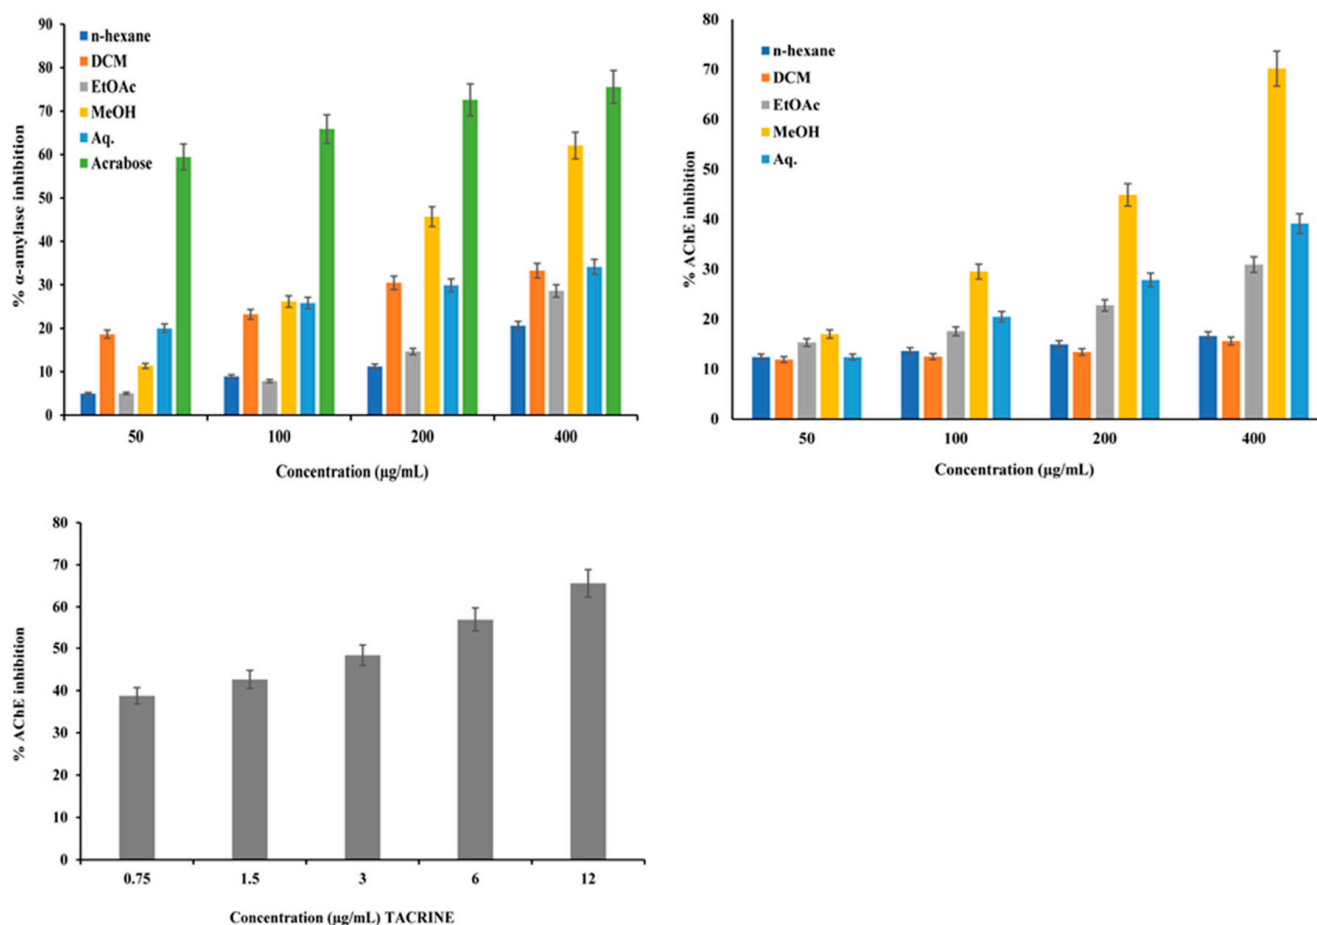 % α-amylase inhibition
90
80
70
60
50
40
30
20
10
0
n-hexane
DCM
EtOAc
MeOH
Aq.
Acrabose
50 100 200 400
Concentration (µg/mL)
% AChE inhibition
80
70
60
50
40
30
20
10
0
n-hexane
DCM
EtOAc
MeOH
Aq.
50 100 200 400
Concentration (µg/mL)
% AChE inhibition
80
70
60
50
40
30
20
10
0
0.75 1.5 3 6 12
Concentration (µg/mL) TACRINE